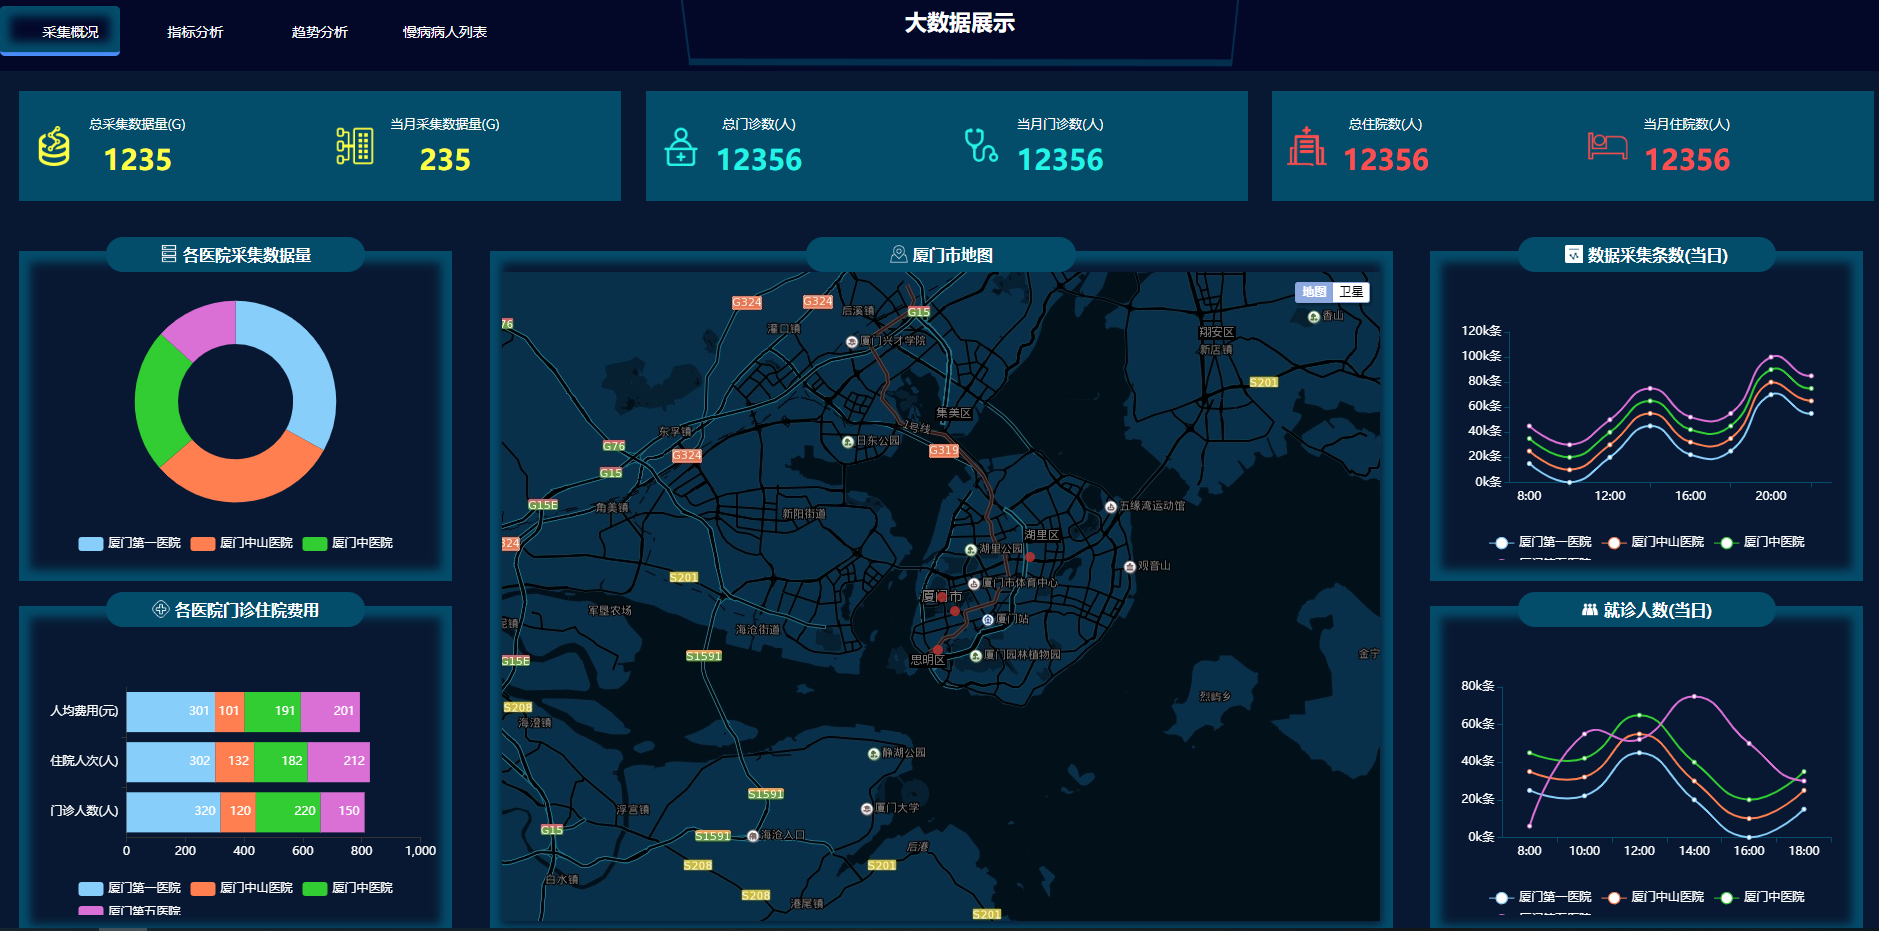 采集概况
指标分析
趋势分析
慢病病人列表
大数据展示
总采集数据量(G)
1235
当月采集数据量(G)
235
总门诊数(人)
12356
当月门诊数(人)
12356
总住院数(人)
12356
当月住院数(人)
12356
各医院采集数据量
厦门第一医院
厦门中山医院
厦门中医院
各医院门诊住院费用
人均费用(元)
301
101
191
201
住院人次(人)
302
132
182
212
门诊人数(人)
320
120
220
150
0
200
400
600
800
1,000
厦门第一医院
厦门中山医院
厦门中医院
厦门第五医院
厦门市地图
地图
卫星
G324
G324
后溪镇
G15
76
灌口镇
厦门兴才学院
香山
翔安区
新店镇
S201
集美区
1号线
东孚镇
日东公园
G76
G324
G319
G15
G15E
角美镇
新阳街道
五缘湾运动馆
324
湖里区
湖里公园
观音山
S201
厦门市体育中心
厦门市
军垦农场
厦门站
海沧街道
G15E
S1591
思明区
厦门园林植物园
金宁
烈屿乡
S208
海澄镇
静湖公园
S1591
浮宫镇
厦门大学
G15
S1591
海沧人口
后港
S208
S201
白水镇
S208
港尾镇
S201
数据采集条数(当日)
120k条
100k条
80k条
60k条
40k条
20k条
0k条
8:00
12:00
16:00
20:00
厦门第一医院
厦门中山医院
厦门中医院
就诊人数(当日)
80k条
60k条
40k条
20k条
0k条
8:00
10:00
12:00
14:00
16:00
18:00
厦门第一医院
厦门中山医院
厦门中医院